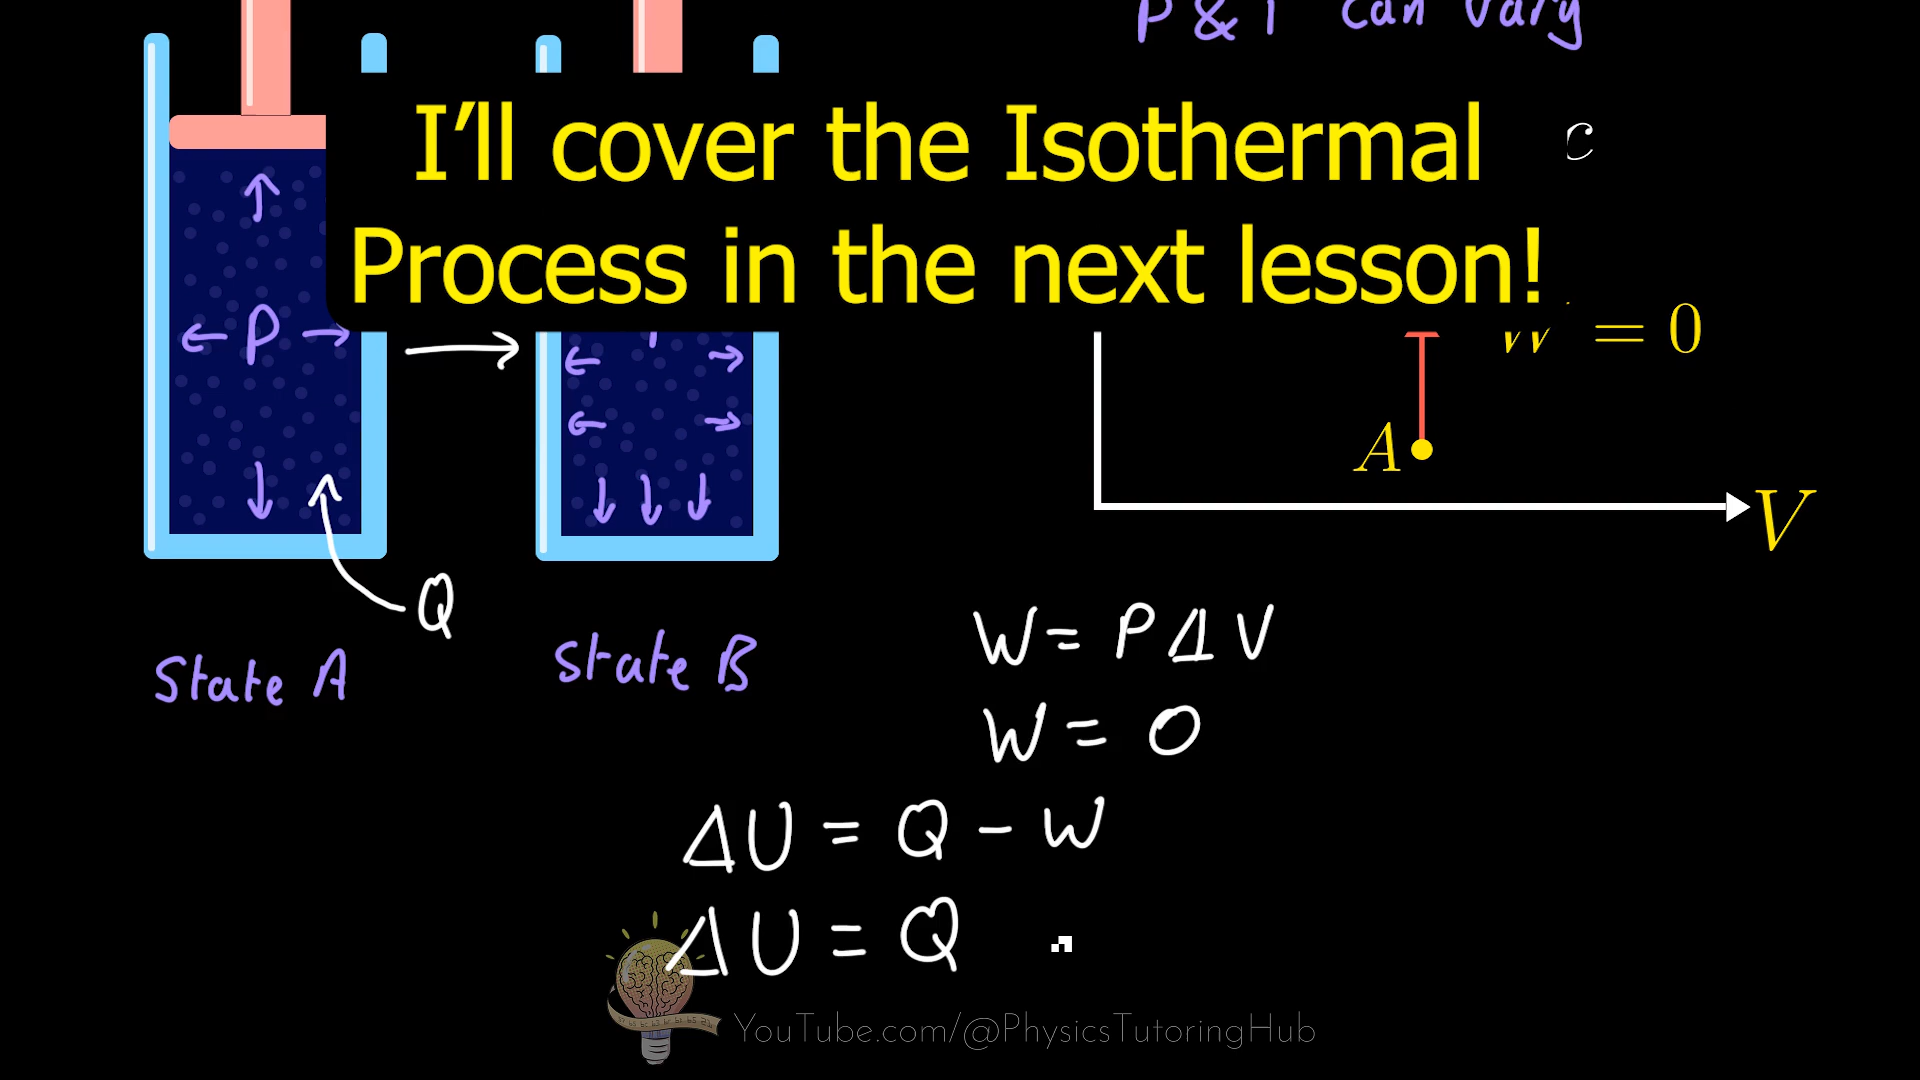 P & T can vary
I’ll cover the Isothermal
Process in the next lesson!
c
P
W = 0
A
V
Q
State A
State B
W = P Δ V
W = 0
ΔU = Q - W
ΔU = Q
YouTube.com/@PhysicsTutoringHub